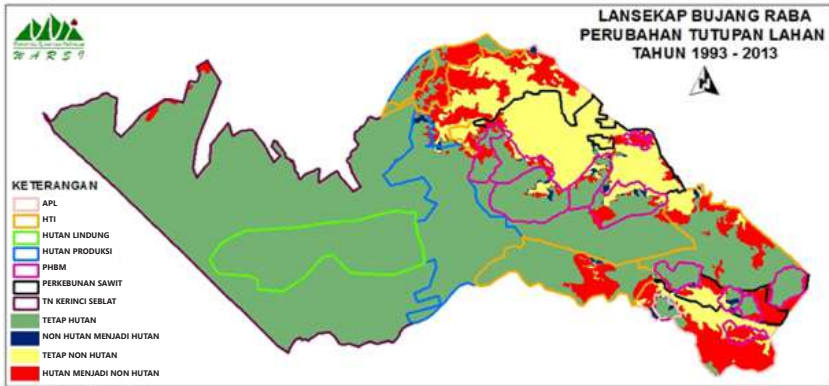 WARSI
LANSEKAP BUJANG RABA
PERUBAHAN TUTUPAN LAHAN
TAHUN 1993 - 2013
KETERANGAN
APL
HTI
HUTAN LINDUNG
HUTAN PRODUKSI
PHBM
PERKEBUNAN SAWIT
TN KERINCI SEBLAT
TETAP HUTAN
NON HUTAN MENJADI HUTAN
TETAP NON HUTAN
HUTAN MENJADI NON HUTAN